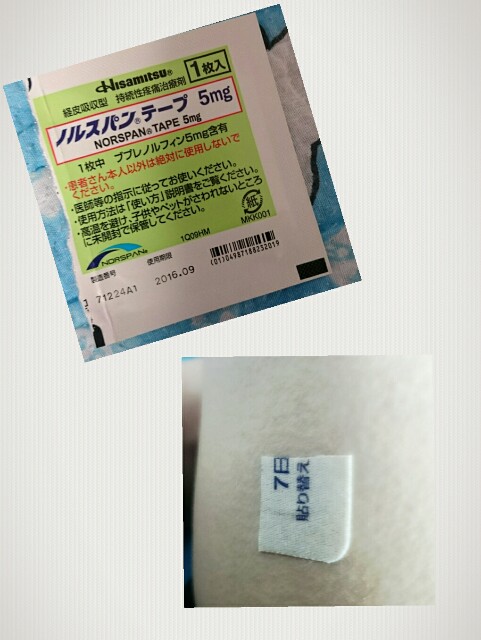 Hisamitsu®
経皮吸収型 持続性疼痛治療剤 1枚入
ノルスパン®テープ 5mg
NORSPAN® TAPE 5mg
1枚中 ブプレノルフィン5mg含有
・患者さん本人以外は絶対に使用しないで
ください。
・医師等の指示に従ってお使いください。
・使用方法は「使い方」説明書をご覧ください。
・高温を避け、子供やペットがさわれないところ
に未開封で保管してください。
紙
MKK001
NORSPAN®
1Q09HM
(01)04987188232019
製造番号 使用期限
71224A1 2016.09
7日
貼り替え